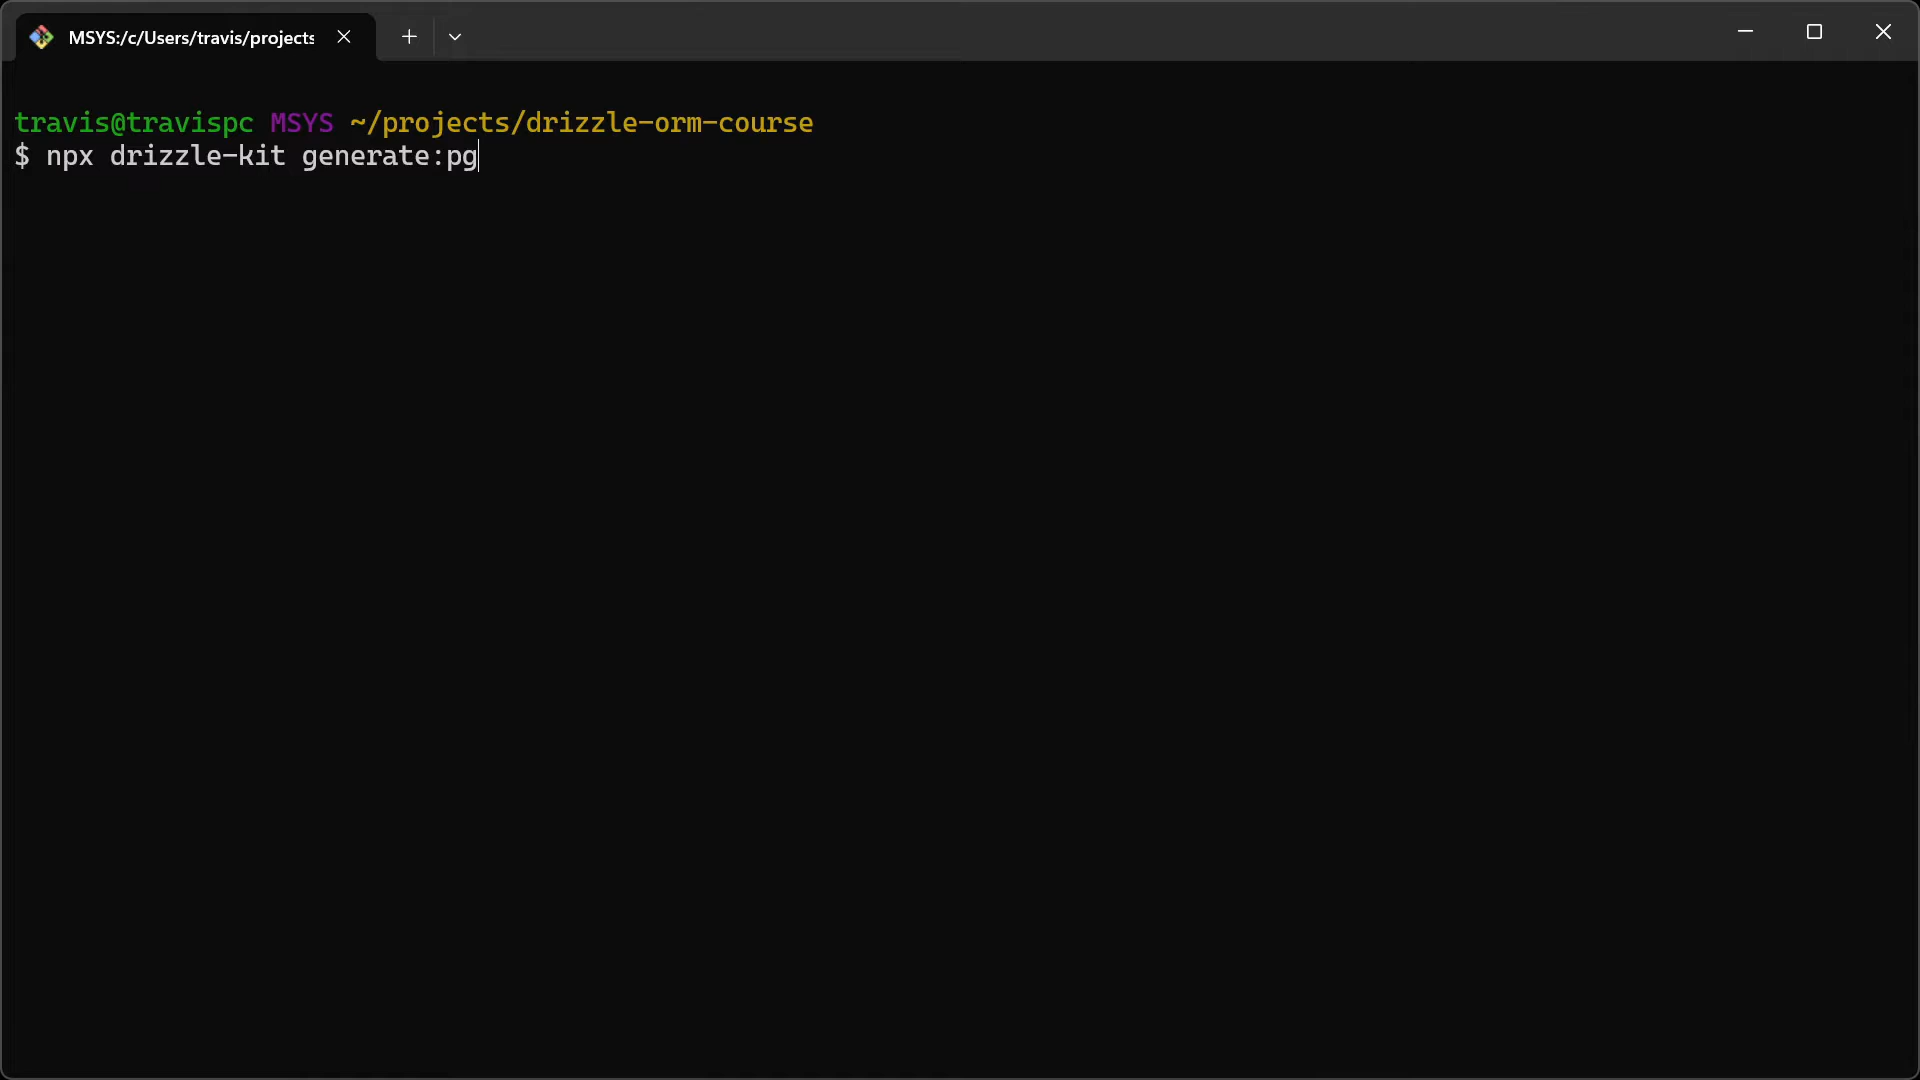 MSYS:/c/Users/travis/projects
travis@travispc MSYS ~/projects/drizzle-orm-course
$ npx drizzle-kit generate:pg